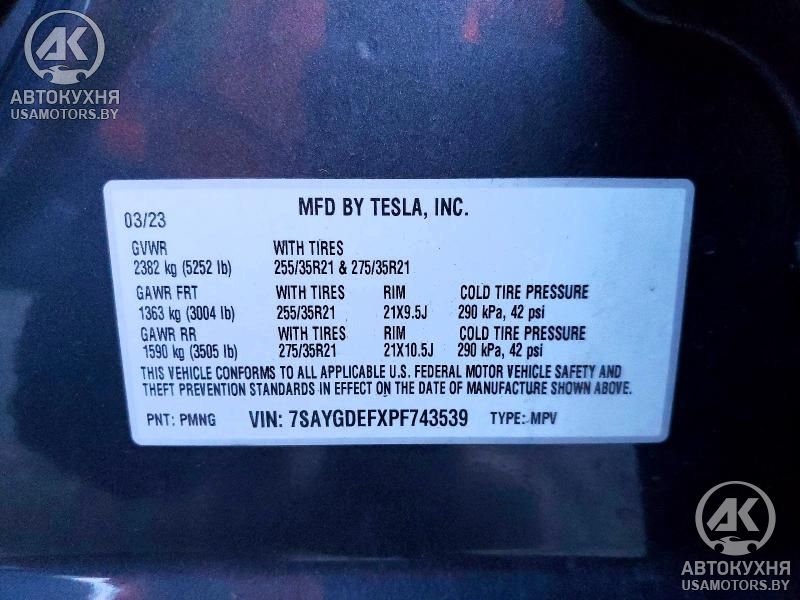 AK
АВТОКУХНЯ
USAMOTORS.BY
03/23 MFD BY TESLA, INC.
GVWR WITH TIRES
2382 kg (5252 lb) 255/35R21 & 275/35R21
GAWR FRT WITH TIRES RIM COLD TIRE PRESSURE
1363 kg (3004 lb) 255/35R21 21X9.5J 290 kPa, 42 psi
GAWR RR WITH TIRES RIM COLD TIRE PRESSURE
1590 kg (3505 lb) 275/35R21 21X10.5J 290 kPa, 42 psi
THIS VEHICLE CONFORMS TO ALL APPLICABLE U.S. FEDERAL MOTOR VEHICLE SAFETY AND
THEFT PREVENTION STANDARDS IN EFFECT ON THE DATE OF MANUFACTURE SHOWN ABOVE.
PNT: PMNG VIN: 7SAYGDEFXPF743539 TYPE: MPV
AK
АВТОКУХНЯ
USAMOTORS.BY